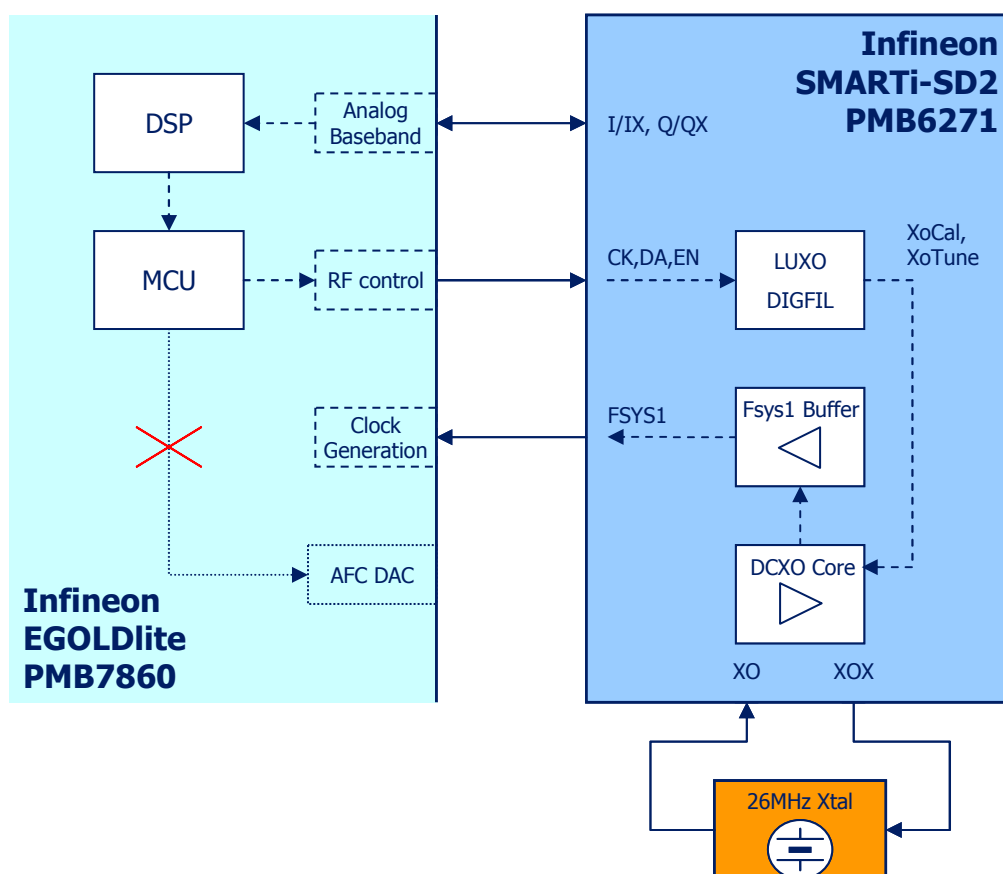 Infineon
SMARTi-SD2
PMB6271
DSP
Analog
Baseband
I/IX, Q/QX
MCU
RF control
CK,DA,EN
LUXO
DIGFIL
XoCal,
XoTune
Clock
Generation
FSYS1
Fsys1 Buffer
AFC DAC
DCXO Core
Infineon
EGOLDlite
PMB7860
XO
XOX
26MHz Xtal